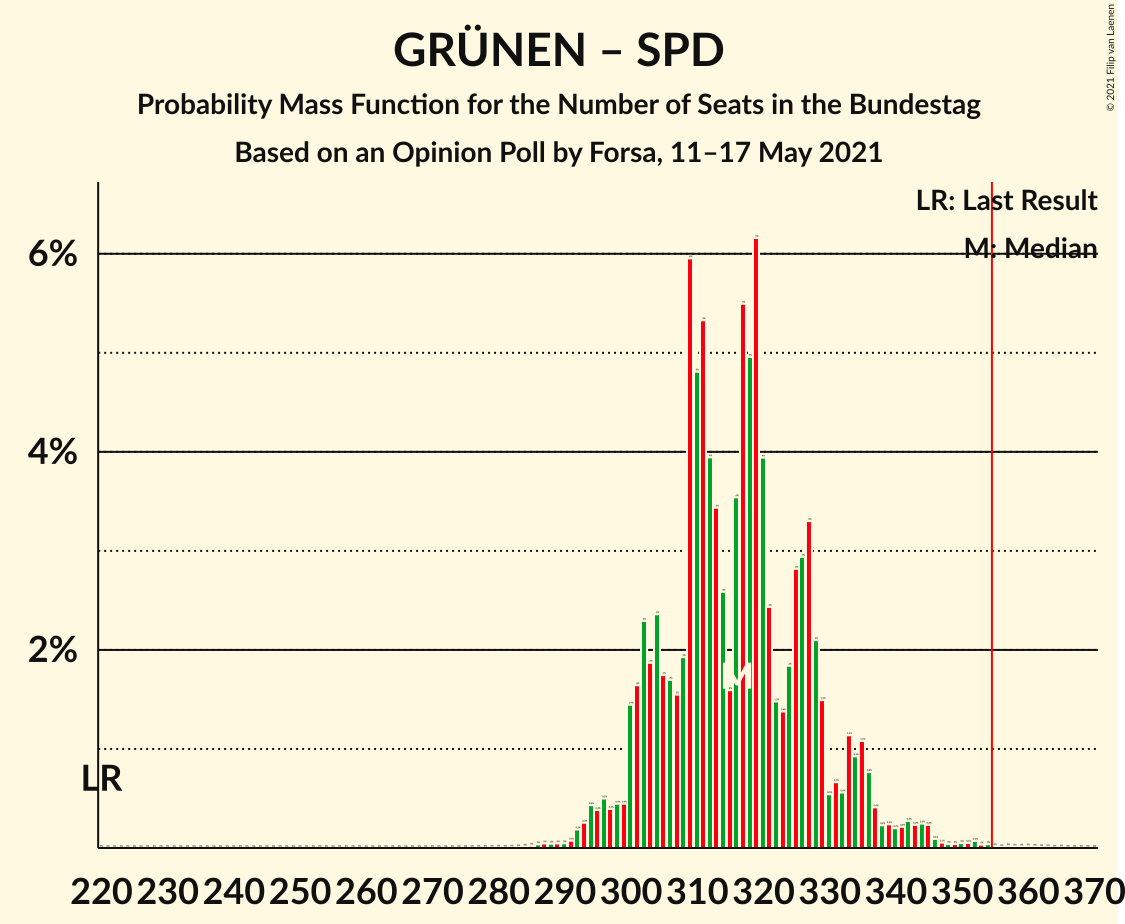 GRÜNEN – SPD
Probability Mass Function for the Number of Seats in the Bundestag
Based on an Opinion Poll by Forsa, 11–17 May 2021
© 2021 Filip van Laenen
LR: Last Result
M: Median
6%
4%
2%
LR
M
220 230 240 250 260 270 280 290 300 310 320 330 340 350 360 370